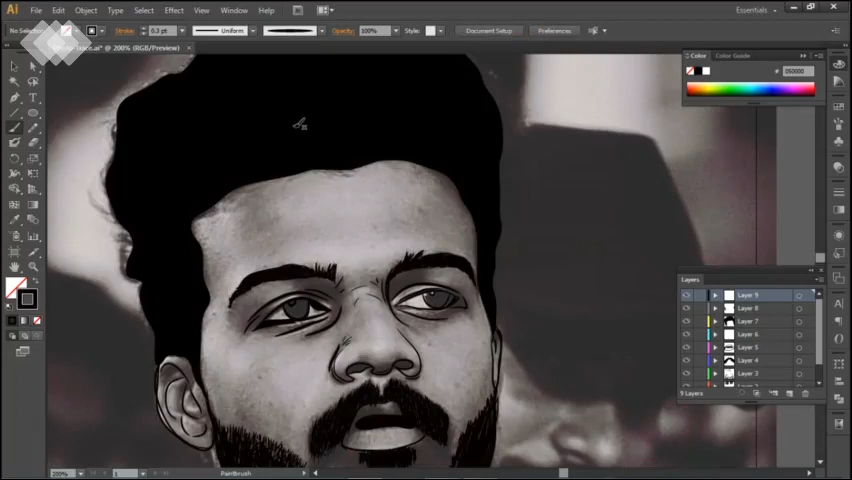 Ai File Edit Object Type Select Effect View Window Help Essentials
No Selection Stroke: 0.3 pt Uniform Opacity: 100% Style: Document Setup Preferences
@ 200% (RGB/Preview) ×
Color Color Guide
# 050000
Layers
Layer 9
Layer 8
Layer 7
Layer 6
Layer 5
Layer 4
Layer 3
9 Layers
200% 1 Paintbrush